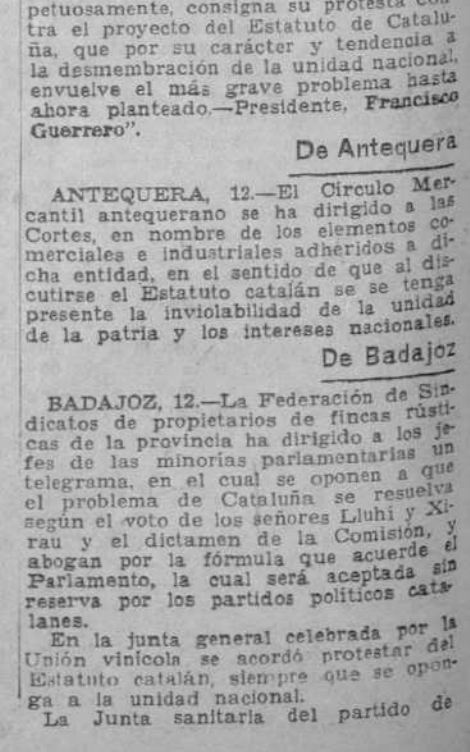 petuosamente, consigna su protesta con-
tra el proyecto del Estatuto de Catalu-
ña, que por su carácter y tendencia a
la desmembración de la unidad nacional,
envuelve el más grave problema hasta
ahora planteado.—Presidente, Francisco
Guerrero”.
De Antequera
ANTEQUERA, 12.—El Círculo Mer-
cantil antequerano se ha dirigido a las
Cortes, en nombre de los elementos co-
merciales e industriales adheridos a di-
cha entidad, en el sentido de que al dis-
cutirse el Estatuto catalán se se tenga
presente la inviolabilidad de la unidad
de la patria y los intereses nacionales.
De Badajoz
BADAJOZ, 12.—La Federación de Sin-
dicatos de propietarios de fincas rústi-
cas de la provincia ha dirigido a los je-
fes de las minorías parlamentarias un
telegrama, en el cual se oponen a que
el problema de Cataluña se resuelva
según el voto de los señores Lluhi y Xi-
rau y el dictamen de la Comisión, y
abogan por la fórmula que acuerde el
Parlamento, la cual será aceptada sin
reserva por los partidos políticos cata-
lanes.
En la junta general celebrada por la
Unión vinícola se acordó protestar del
Estatuto catalán, siempre que se opon-
ga a la unidad nacional.
La Junta sanitaria del partido de